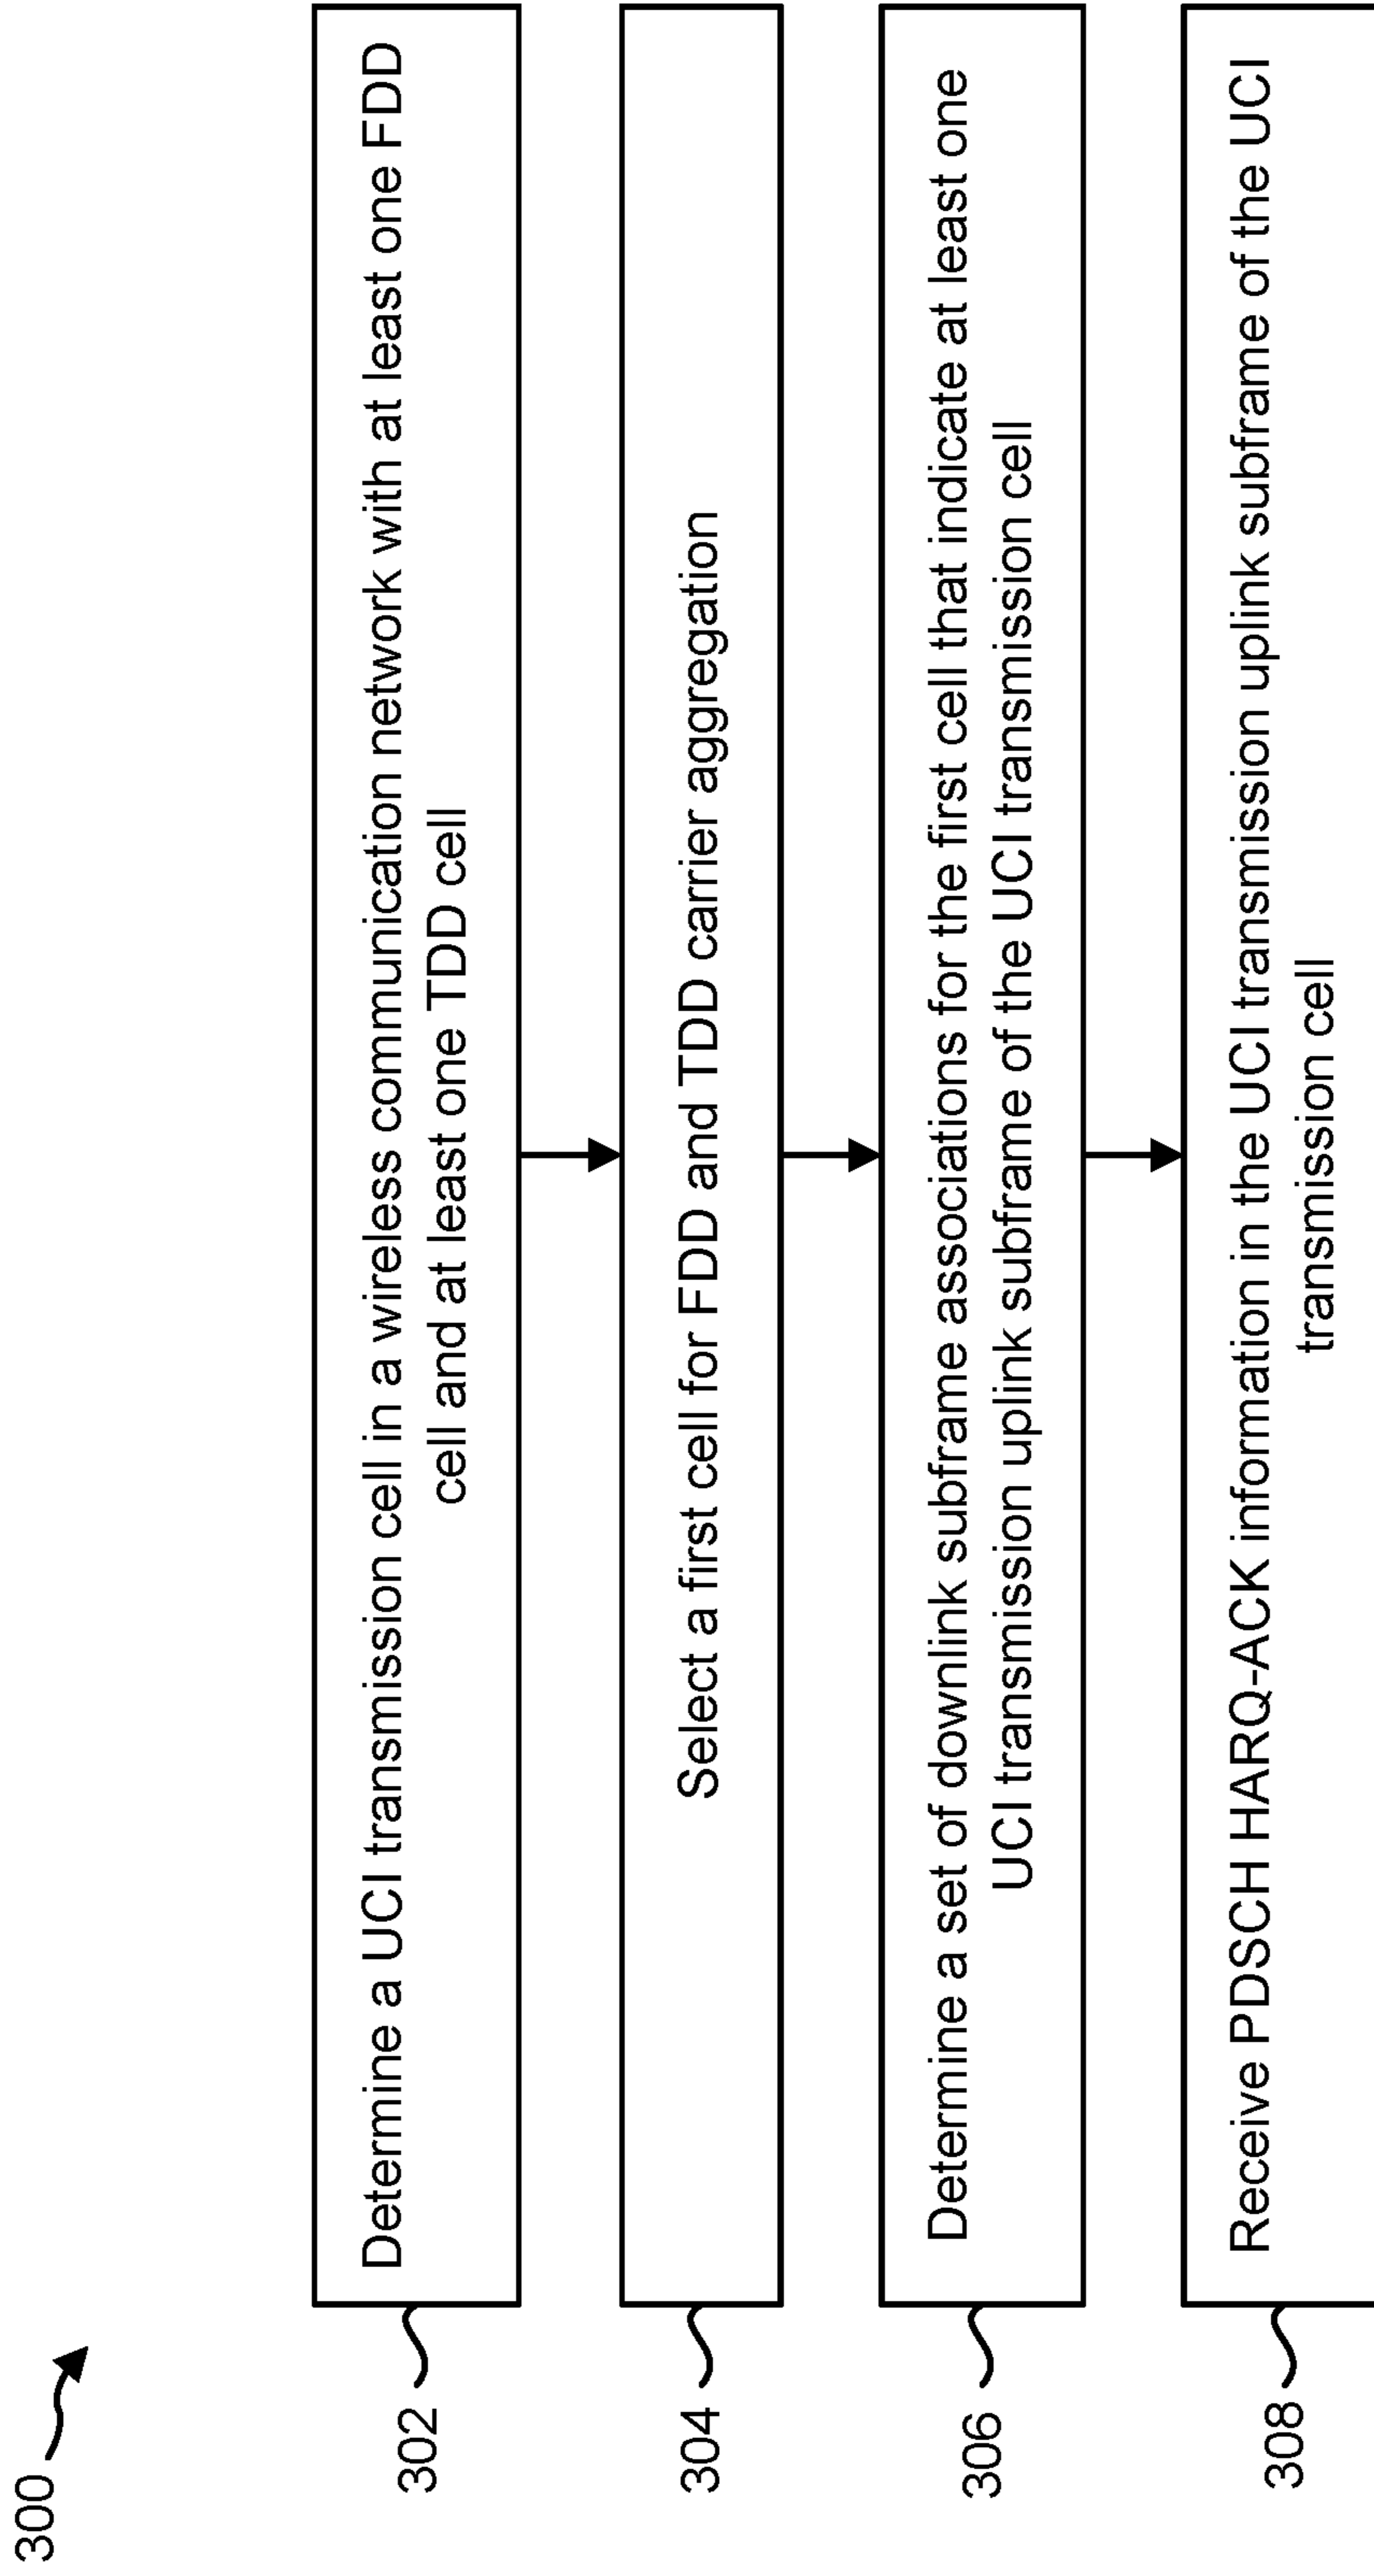 300
302
Determine a UCI transmission cell in a wireless communication network with at least one FDD
cell and at least one TDD cell
304
Select a first cell for FDD and TDD carrier aggregation
306
Determine a set of downlink subframe associations for the first cell that indicate at least one
UCI transmission uplink subframe of the UCI transmission cell
308
Receive PDSCH HARQ-ACK information in the UCI transmission uplink subframe of the UCI
transmission cell